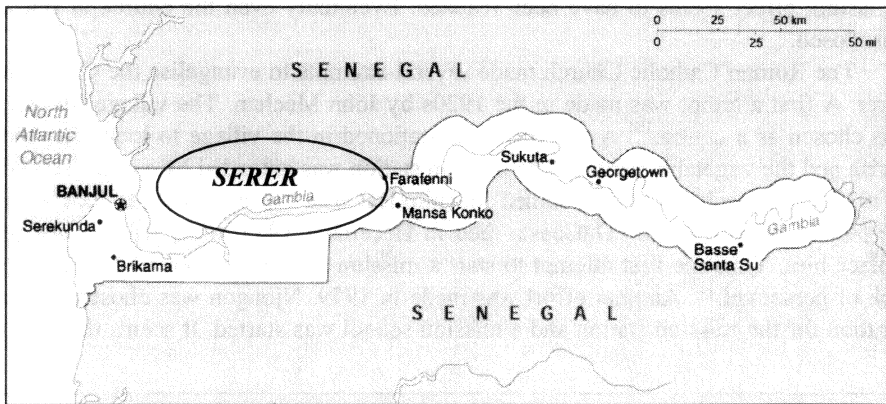 0 25 50 km
0 25 50 mi
SENEGAL
North
Atlantic
Ocean
SERER
Sukuta
Farafenni
Georgetown
BANJUL
Gambia
Mansa Konko
Serekunda
Gambia
Basse
Santa Su
Brikama
SENEGAL